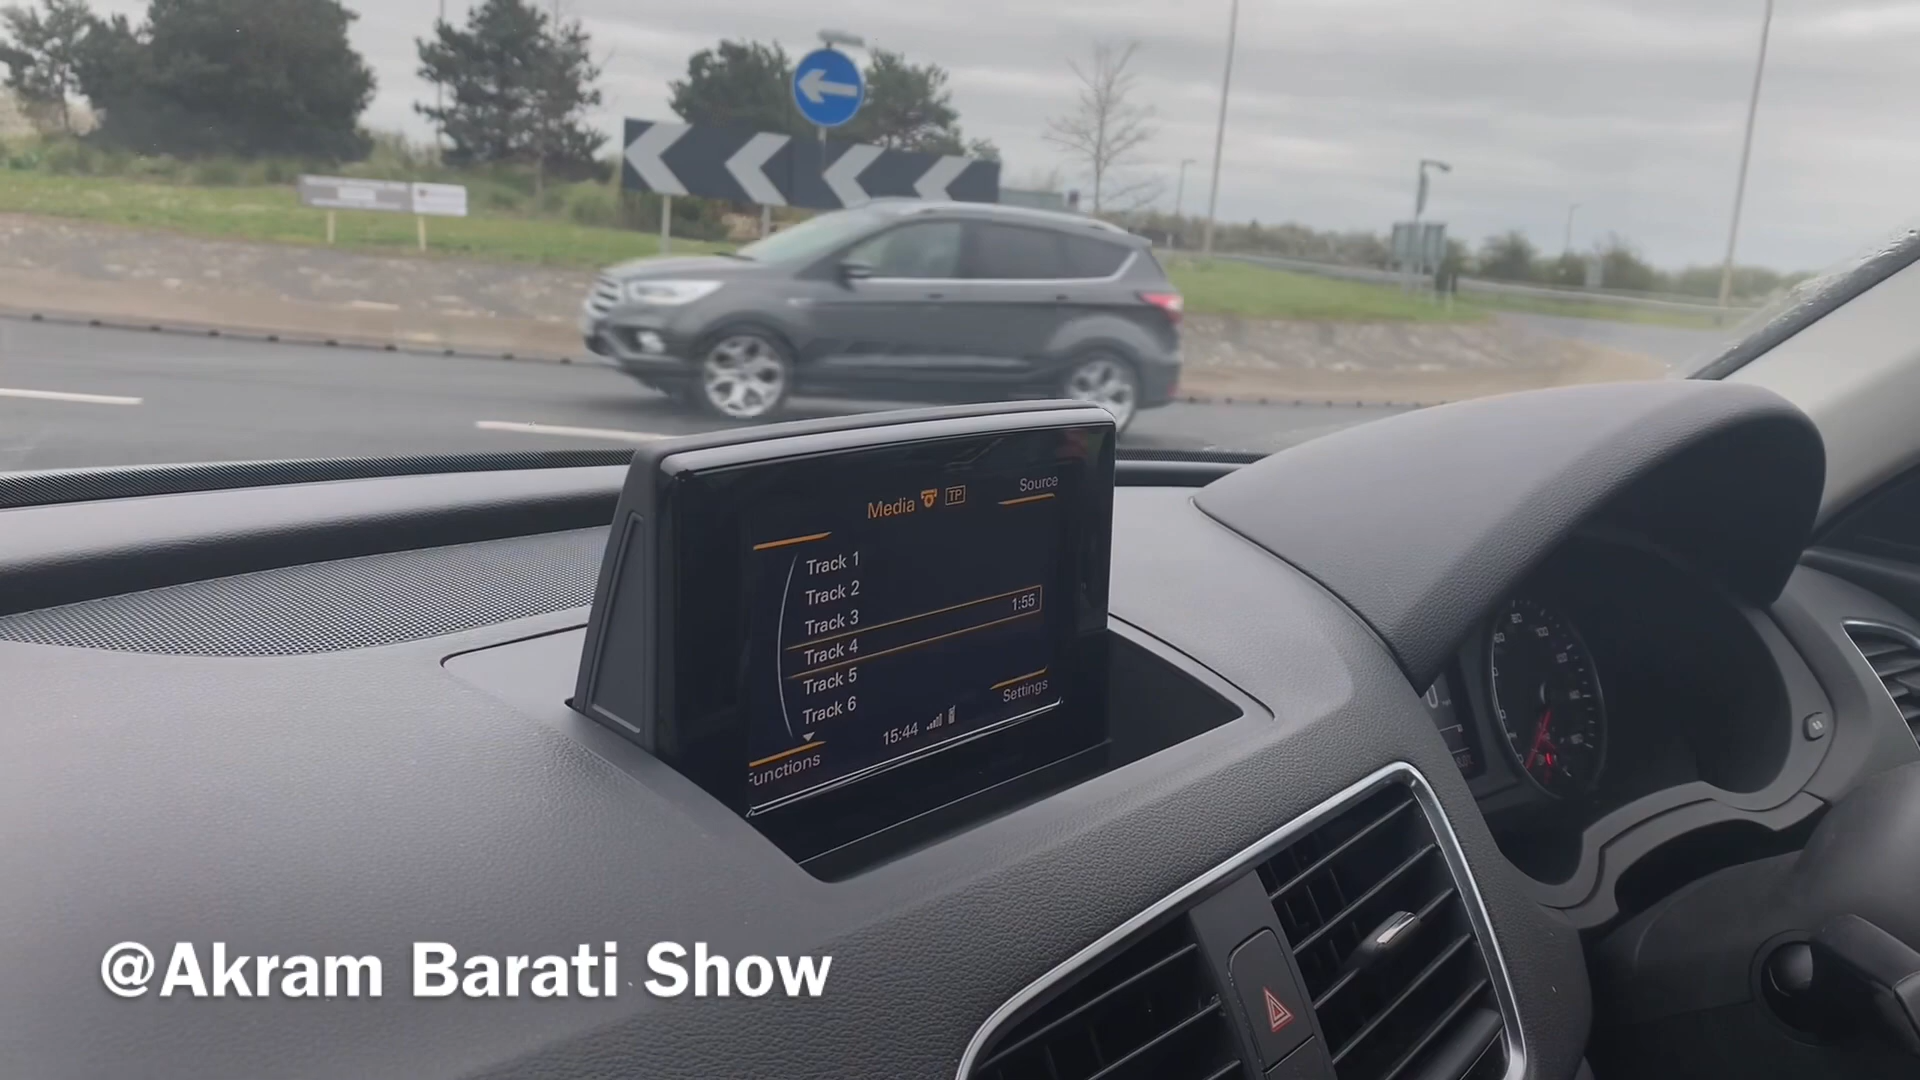 Media TP
Source
Track 1
Track 2
Track 3
1:55
Track 4
Track 5
Track 6
Settings
15:44
Functions
@Akram Barati Show